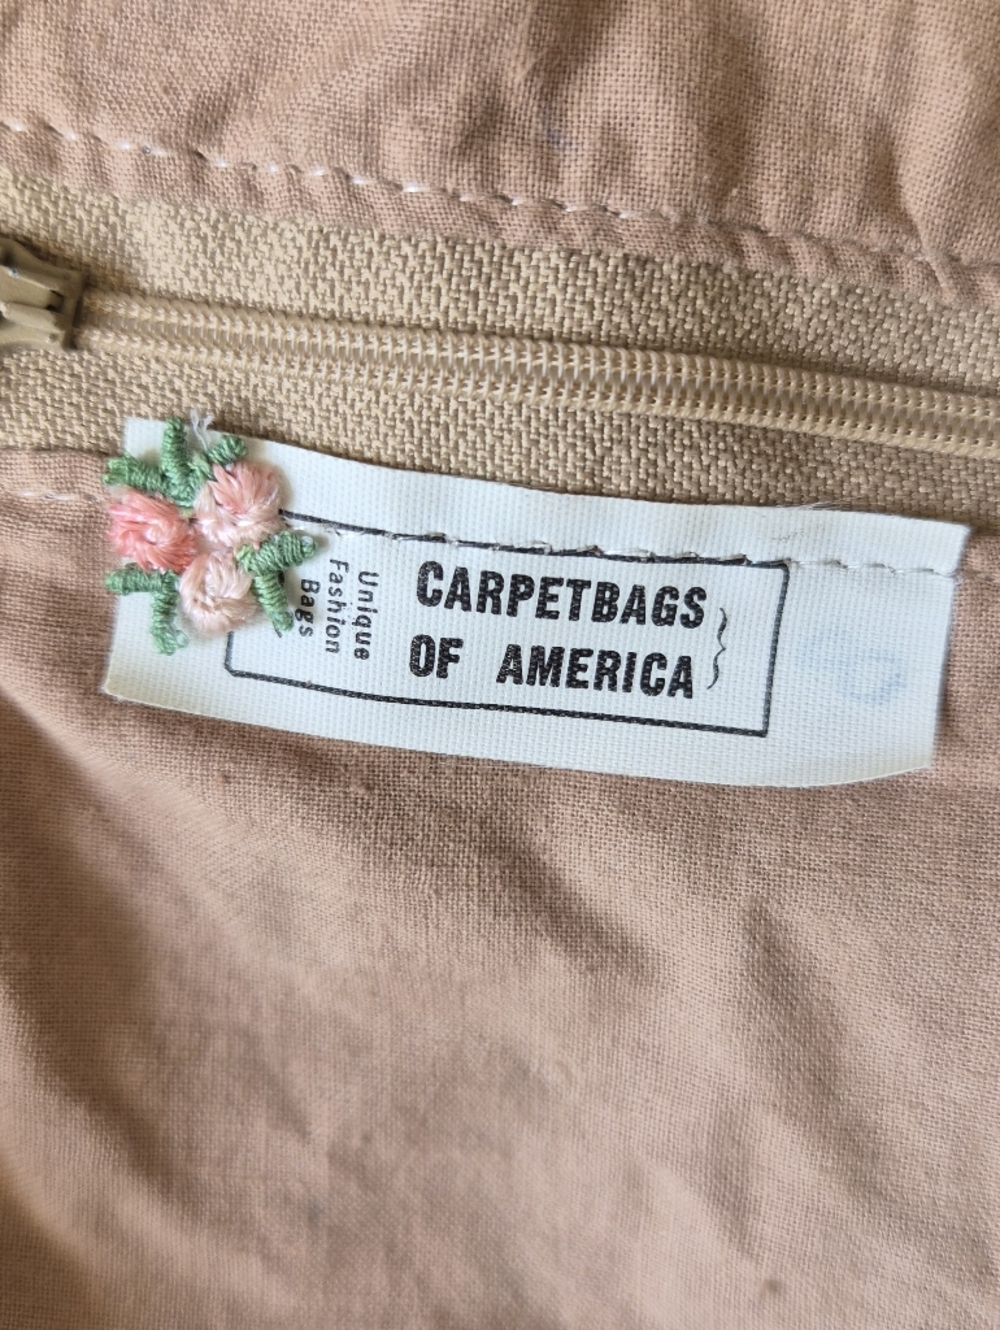 Unique
Fashion
Bags
CARPETBAGS
OF AMERICA